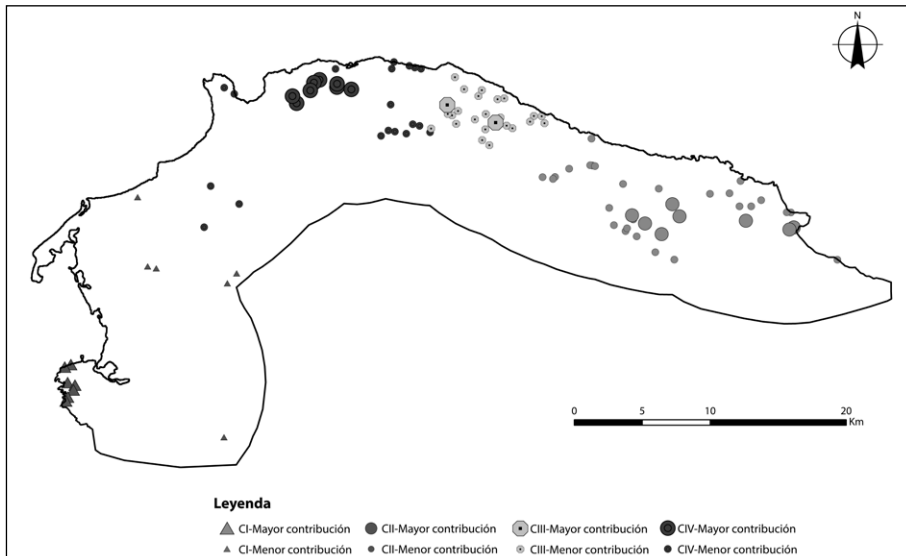 N
0 5 10 20
Km
Leyenda
CI-Mayor contribución CII-Mayor contribución CIII-Mayor contribución CIV-Mayor contribución
CI-Menor contribución CII-Menor contribución CIII-Menor contribución CIV-Menor contribución